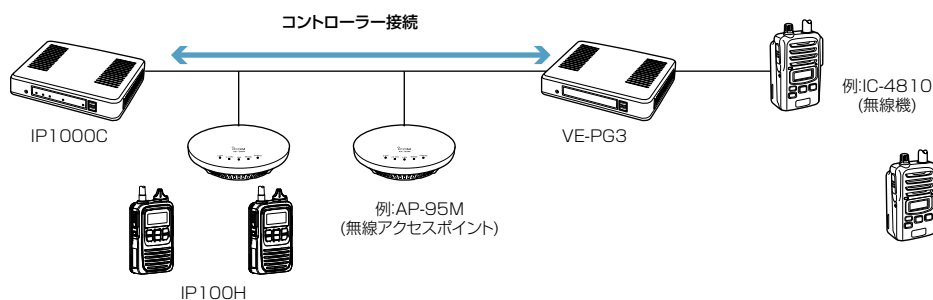 コントローラー接続
IP1000C
VE-PG3
例:IC-4810
(無線機)
例:AP-95M
(無線アクセスポイント)
IP100H